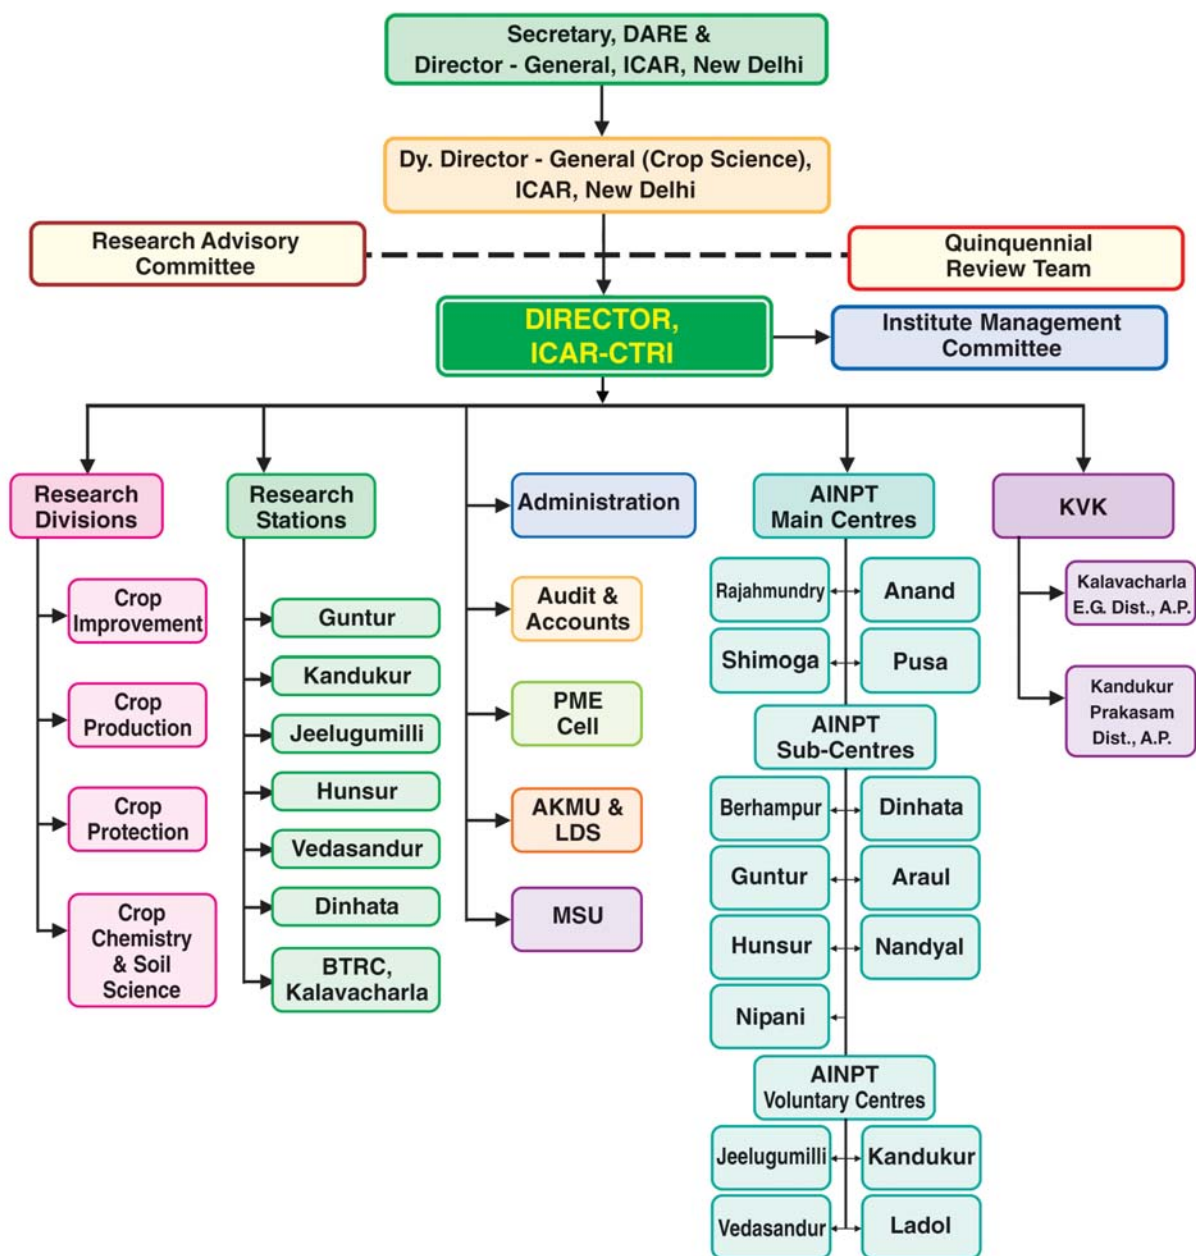 Secretary, DARE &
Director - General, ICAR, New Delhi
Dy. Director - General (Crop Science),
ICAR, New Delhi
Research Advisory
Committee
Quinquennial
Review Team
DIRECTOR,
ICAR-CTRI
Institute Management
Committee
Research
Divisions
Crop
Improvement
Crop
Production
Crop
Protection
Crop
Chemistry
& Soil
Science
Research
Stations
Guntur
Kandukur
Jeelugumilli
Hunsur
Vedasandur
Dinhata
BTRC,
Kalavacharla
Administration
Audit &
Accounts
PME
Cell
AKMU &
LDS
MSU
AINPT
Main Centres
Rajahmundry
Anand
Shimoga
Pusa
AINPT
Sub-Centres
Berhampur
Dinhata
Guntur
Araul
Hunsur
Nandyal
Nipani
AINPT
Voluntary Centres
Jeelugumilli
Kandukur
Vedasandur
Ladol
KVK
Kalavacharla
E.G. Dist., A.P.
Kandukur
Prakasam
Dist., A.P.